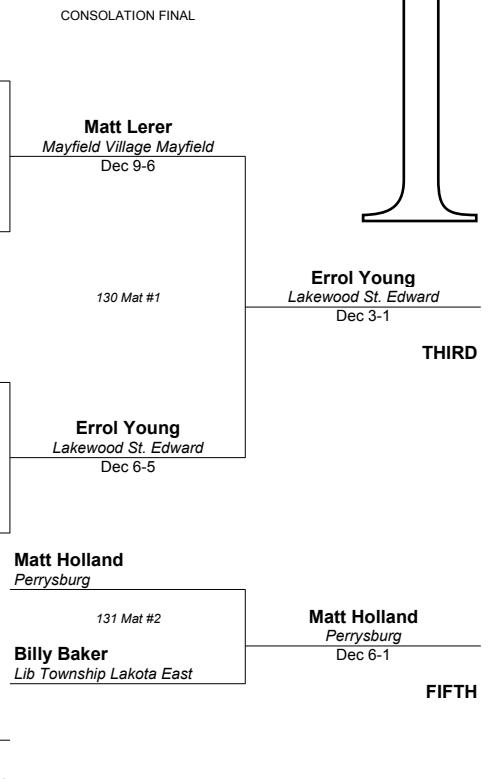 CONSOLATION FINAL
Matt Lerer
Mayfield Village Mayfield
Dec 9-6
130 Mat #1
Errol Young
Lakewood St. Edward
Dec 3-1
THIRD
Errol Young
Lakewood St. Edward
Dec 6-5
Matt Holland
Perrysburg
131 Mat #2
Billy Baker
Lib Township Lakota East
Matt Holland
Perrysburg
Dec 6-1
FIFTH